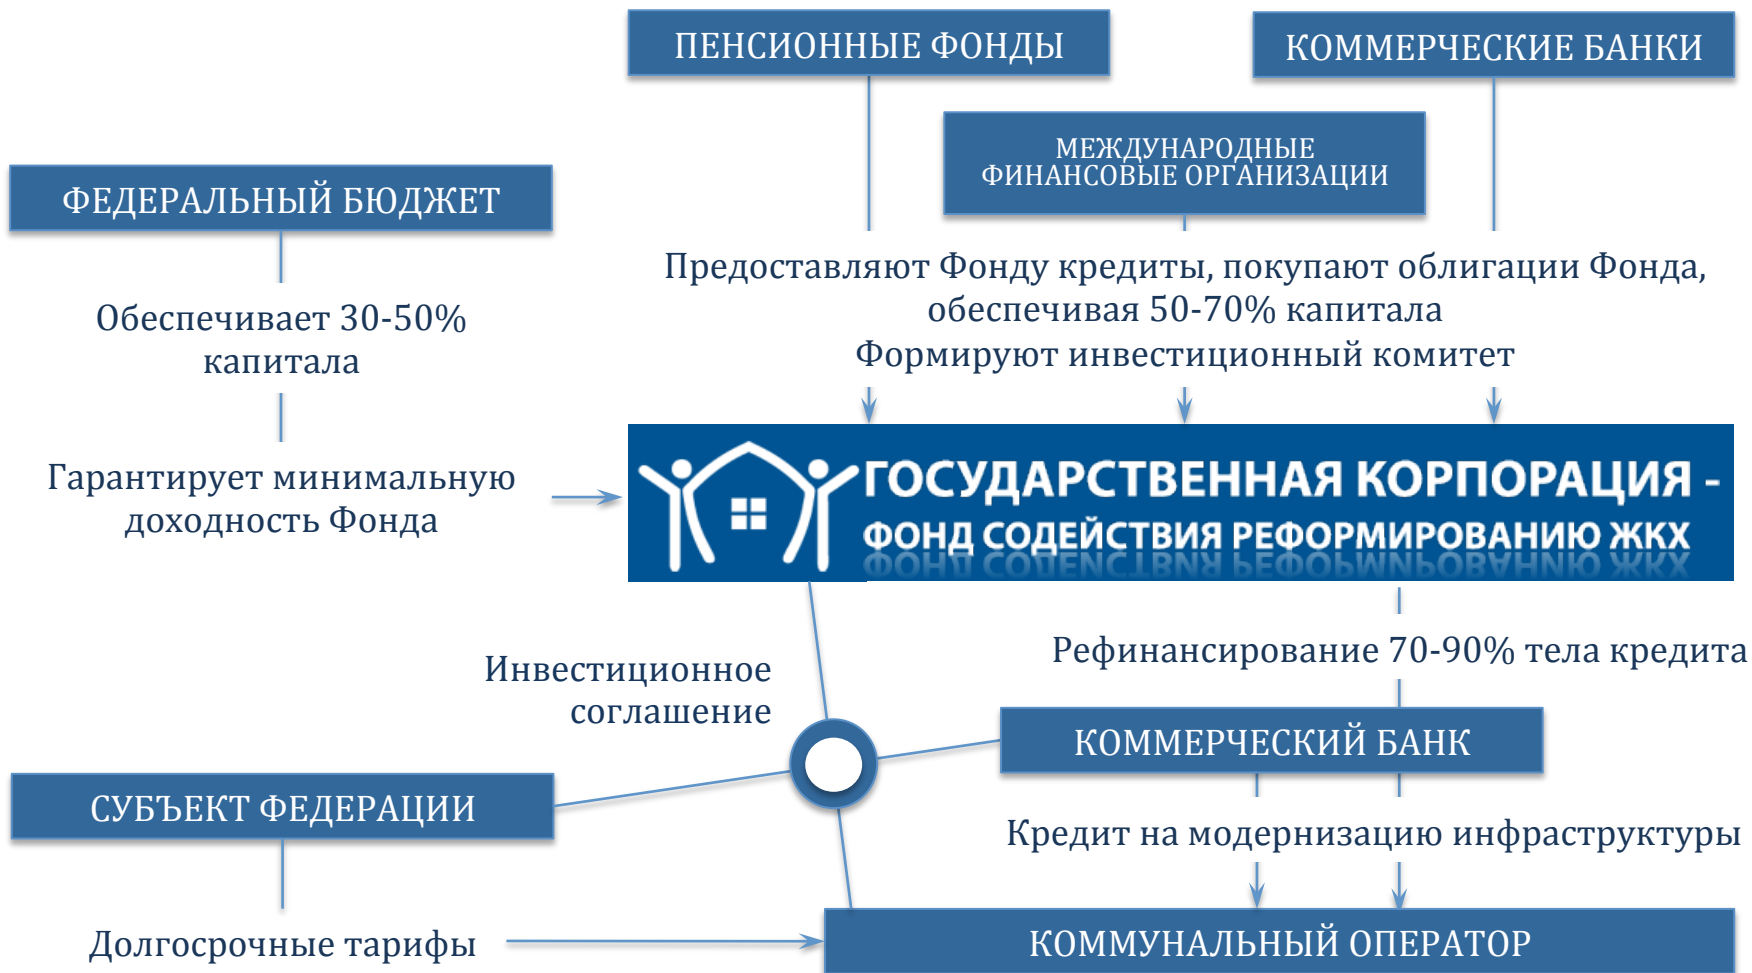 ПЕНСИОННЫЕ ФОНДЫ
КОММЕРЧЕСКИЕ БАНКИ
МЕЖДУНАРОДНЫЕ
ФИНАНСОВЫЕ ОРГАНИЗАЦИИ
ФЕДЕРАЛЬНЫЙ БЮДЖЕТ
Предоставляют Фонду кредиты, покупают облигации Фонда,
обеспечивая 50-70% капитала
Формируют инвестиционный комитет
Обеспечивает 30-50%
капитала
Гарантирует минимальную
доходность Фонда
ГОСУДАРСТВЕННАЯ КОРПОРАЦИЯ -
ФОНД СОДЕЙСТВИЯ РЕФОРМИРОВАНИЮ ЖКХ
Инвестиционное
соглашение
Рефинансирование 70-90% тела кредита
КОММЕРЧЕСКИЙ БАНК
СУБЪЕКТ ФЕДЕРАЦИИ
Кредит на модернизацию инфраструктуры
Долгосрочные тарифы
КОММУНАЛЬНЫЙ ОПЕРАТОР